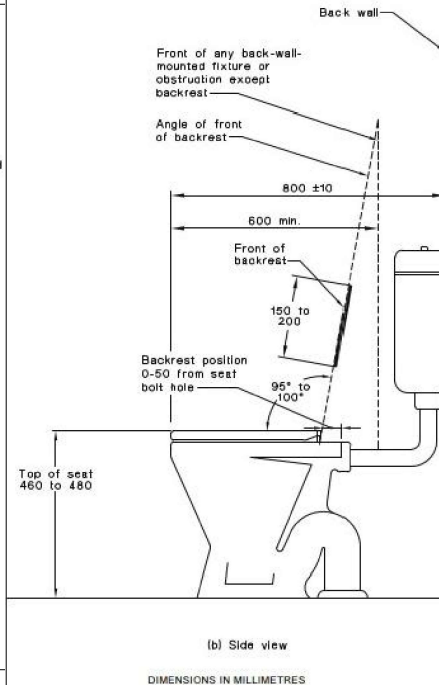 Back wall
Front of any back-wall-
mounted fixture or
obstruction except
backrest
Angle of front
of backrest
800 ±10
600 min.
Front of
backrest
150 to
200
Backrest position
0-50 from seat
bolt hole
95° to
100°
Top of seat
460 to 480
(b) Side view
DIMENSIONS IN MILLIMETRES